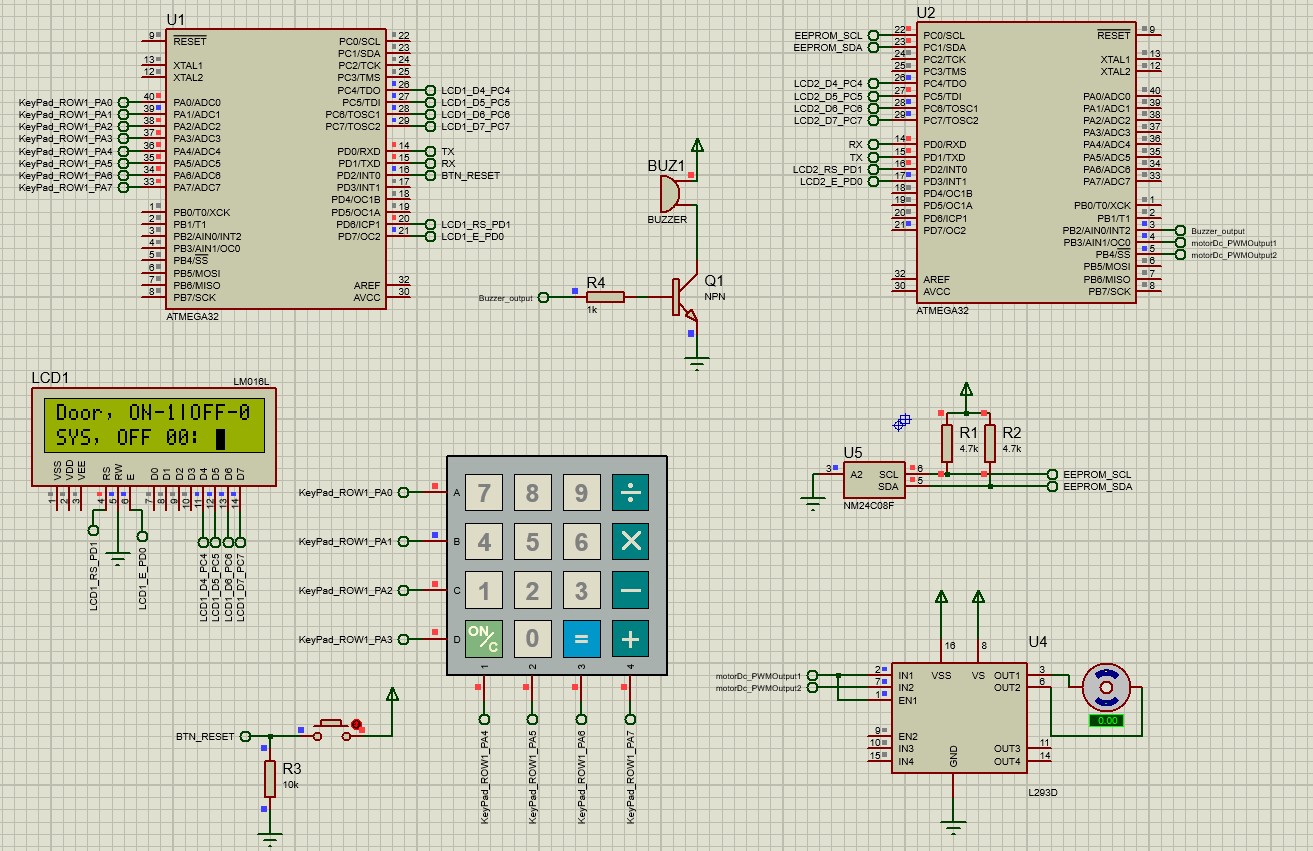 U1
9 RESET
13 XTAL1
12 XTAL2
KeyPad_ROW1_PA0 40 PA0/ADC0
KeyPad_ROW1_PA1 39 PA1/ADC1
KeyPad_ROW1_PA2 38 PA2/ADC2
KeyPad_ROW1_PA3 37 PA3/ADC3
KeyPad_ROW1_PA4 36 PA4/ADC4
KeyPad_ROW1_PA5 35 PA5/ADC5
KeyPad_ROW1_PA6 34 PA6/ADC6
KeyPad_ROW1_PA7 33 PA7/ADC7
1 PB0/T0/XCK
2 PB1/T1
3 PB2/AIN0/INT2
4 PB3/AIN1/OC0
5 PB4/SS
6 PB5/MOSI
7 PB6/MISO
8 PB7/SCK
PC0/SCL 22
PC1/SDA 23
PC2/TCK 24
PC3/TMS 25
PC4/TDO 26 LCD1_D4_PC4
PC5/TDI 27 LCD1_D5_PC5
PC6/TOSC1 28 LCD1_D6_PC6
PC7/TOSC2 29 LCD1_D7_PC7
PD0/RXD 14 TX
PD1/TXD 15 RX
PD2/INT0 16 BTN_RESET
PD3/INT1 17
PD4/OC1B 18
PD5/OC1A 19
PD6/ICP1 20 LCD1_RS_PD1
PD7/OC2 21 LCD1_E_PD0
AREF 32
AVCC 30
ATMEGA32
BUZ1
BUZZER
Buzzer_output
R4
1k
Q1
NPN
U2
EEPROM_SCL 22 PC0/SCL
EEPROM_SDA 23 PC1/SDA
24 PC2/TCK
25 PC3/TMS
LCD2_D4_PC4 26 PC4/TDO
LCD2_D5_PC5 27 PC5/TDI
LCD2_D6_PC6 28 PC6/TOSC1
LCD2_D7_PC7 29 PC7/TOSC2
RX 14 PD0/RXD
TX 15 PD1/TXD
LCD2_RS_PD1 16 PD2/INT0
LCD2_E_PD0 17 PD3/INT1
18 PD4/OC1B
19 PD5/OC1A
20 PD6/ICP1
21 PD7/OC2
32 AREF
30 AVCC
RESET 9
XTAL1 13
XTAL2 12
PA0/ADC0 40
PA1/ADC1 39
PA2/ADC2 38
PA3/ADC3 37
PA4/ADC4 36
PA5/ADC5 35
PA6/ADC6 34
PA7/ADC7 33
PB0/T0/XCK 1
PB1/T1 2
PB2/AIN0/INT2 3 Buzzer_output
PB3/AIN1/OC0 4 motorDc_PWMOutput1
PB4/SS 5 motorDc_PWMOutput2
PB5/MOSI 6
PB6/MISO 7
PB7/SCK 8
ATMEGA32
LCD1
LM016L
Door, ON-1|OFF-0
SYS, OFF 00:
VSS VDD VEE RS RW E D0 D1 D2 D3 D4 D5 D6 D7
1 2 3 4 5 6 7 8 9 10 11 12 13 14
LCD1_RS_PD1
LCD1_E_PD0
LCD1_D4_PC4
LCD1_D5_PC5
LCD1_D6_PC6
LCD1_D7_PC7
KeyPad_ROW1_PA0 A 7 8 9 ÷
KeyPad_ROW1_PA1 B 4 5 6 ×
KeyPad_ROW1_PA2 C 1 2 3 −
KeyPad_ROW1_PA3 D ON/C 0 = +
1 2 3 4
KeyPad_ROW1_PA4
KeyPad_ROW1_PA5
KeyPad_ROW1_PA6
KeyPad_ROW1_PA7
BTN_RESET
R3
10k
R1
4.7k
R2
4.7k
U5
3 A2
SCL 6 EEPROM_SCL
SDA 5 EEPROM_SDA
NM24C08F
U4
16 8
VSS VS
motorDc_PWMOutput1 2 IN1
motorDc_PWMOutput2 7 IN2
1 EN1
9 EN2
10 IN3
15 IN4
OUT1 3
OUT2 6
OUT3 11
OUT4 14
GND
L293D
0.00